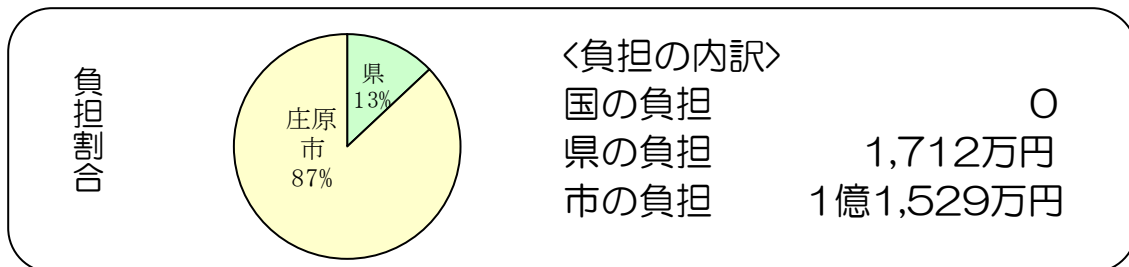 負担割合
県
13%
庄原
市
87%
<負担の内訳>
国の負担 0
県の負担 1,712万円
市の負担 1億1,529万円